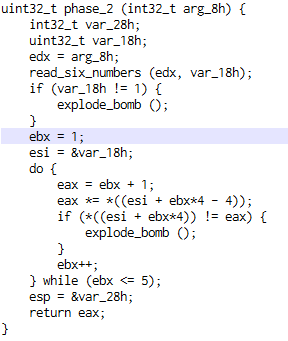 uint32_t phase_2 (int32_t arg_8h) {
int32_t var_28h;
uint32_t var_18h;
edx = arg_8h;
read_six_numbers (edx, var_18h);
if (var_18h != 1) {
explode_bomb ();
}
ebx = 1;
esi = &var_18h;
do {
eax = ebx + 1;
eax *= *((esi + ebx*4 - 4));
if (*((esi + ebx*4)) != eax) {
explode_bomb ();
}
ebx++;
} while (ebx <= 5);
esp = &var_28h;
return eax;
}